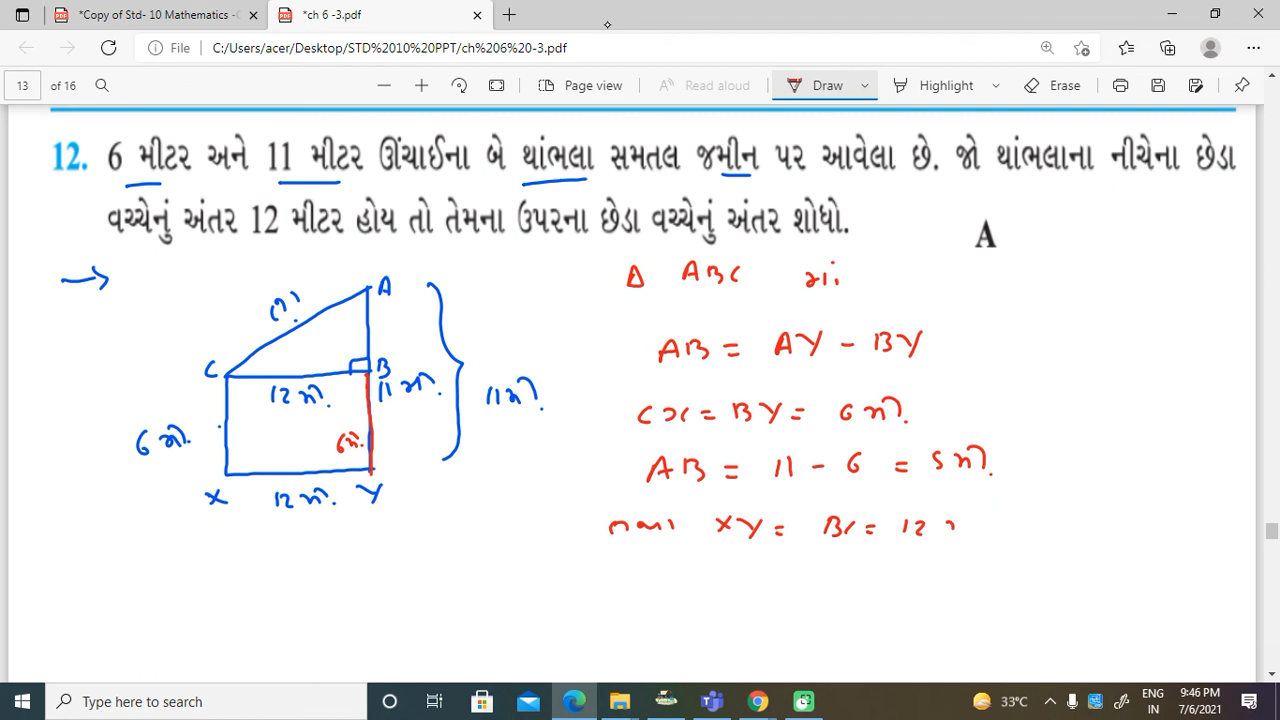 *Copy of Std- 10 Mathematics -
*ch 6 -3.pdf
File C:/Users/acer/Desktop/STD%2010%20PPT/ch%206%20-3.pdf
13 of 16 Page view Read aloud Draw Highlight Erase
12. 6 મીટર અને 11 મીટર ઊંચાઈના બે થાંભલા સમતલ જમીન પર આવેલા છે. જો થાંભલાના નીચેના છેડા
વચ્ચેનું અંતર 12 મીટર હોય તો તેમના ઉપરના છેડા વચ્ચેનું અંતર શોધો.
A
Δ ABC માં
A
(?)
AB = AY - BY
C B
12 મી. 11 મી. 11 મી.
CX = BY = 6 મી.
6 મી. 6 મી.
AB = 11 - 6 = 5 મી.
X 12 મી. Y
તથા XY = BC = 12
Type here to search
33°C ENG 9:46 PM
IN 7/6/2021